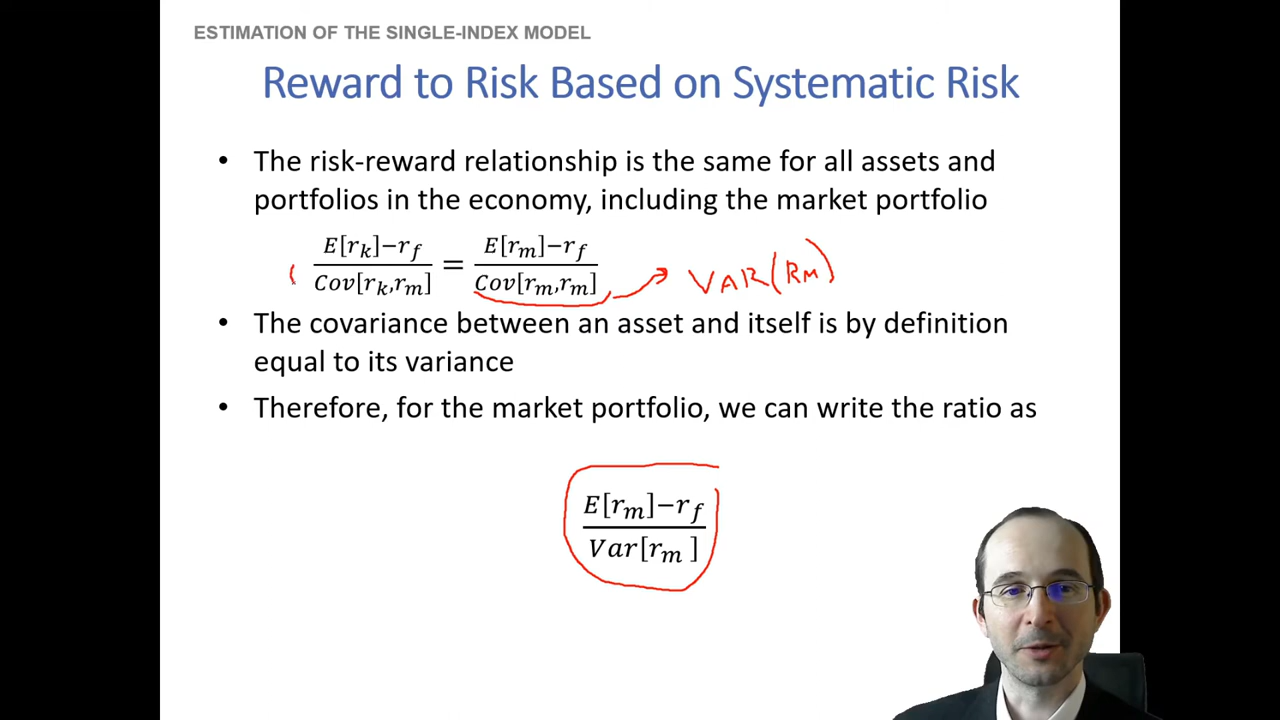 ESTIMATION OF THE SINGLE-INDEX MODEL
Reward to Risk Based on Systematic Risk
• The risk-reward relationship is the same for all assets and
portfolios in the economy, including the market portfolio
E[r_k]−r_f / Cov[r_k,r_m] = E[r_m]−r_f / Cov[r_m,r_m] → VAR(RM)
• The covariance between an asset and itself is by definition
equal to its variance
• Therefore, for the market portfolio, we can write the ratio as
E[r_m]−r_f
Var[r_m ]